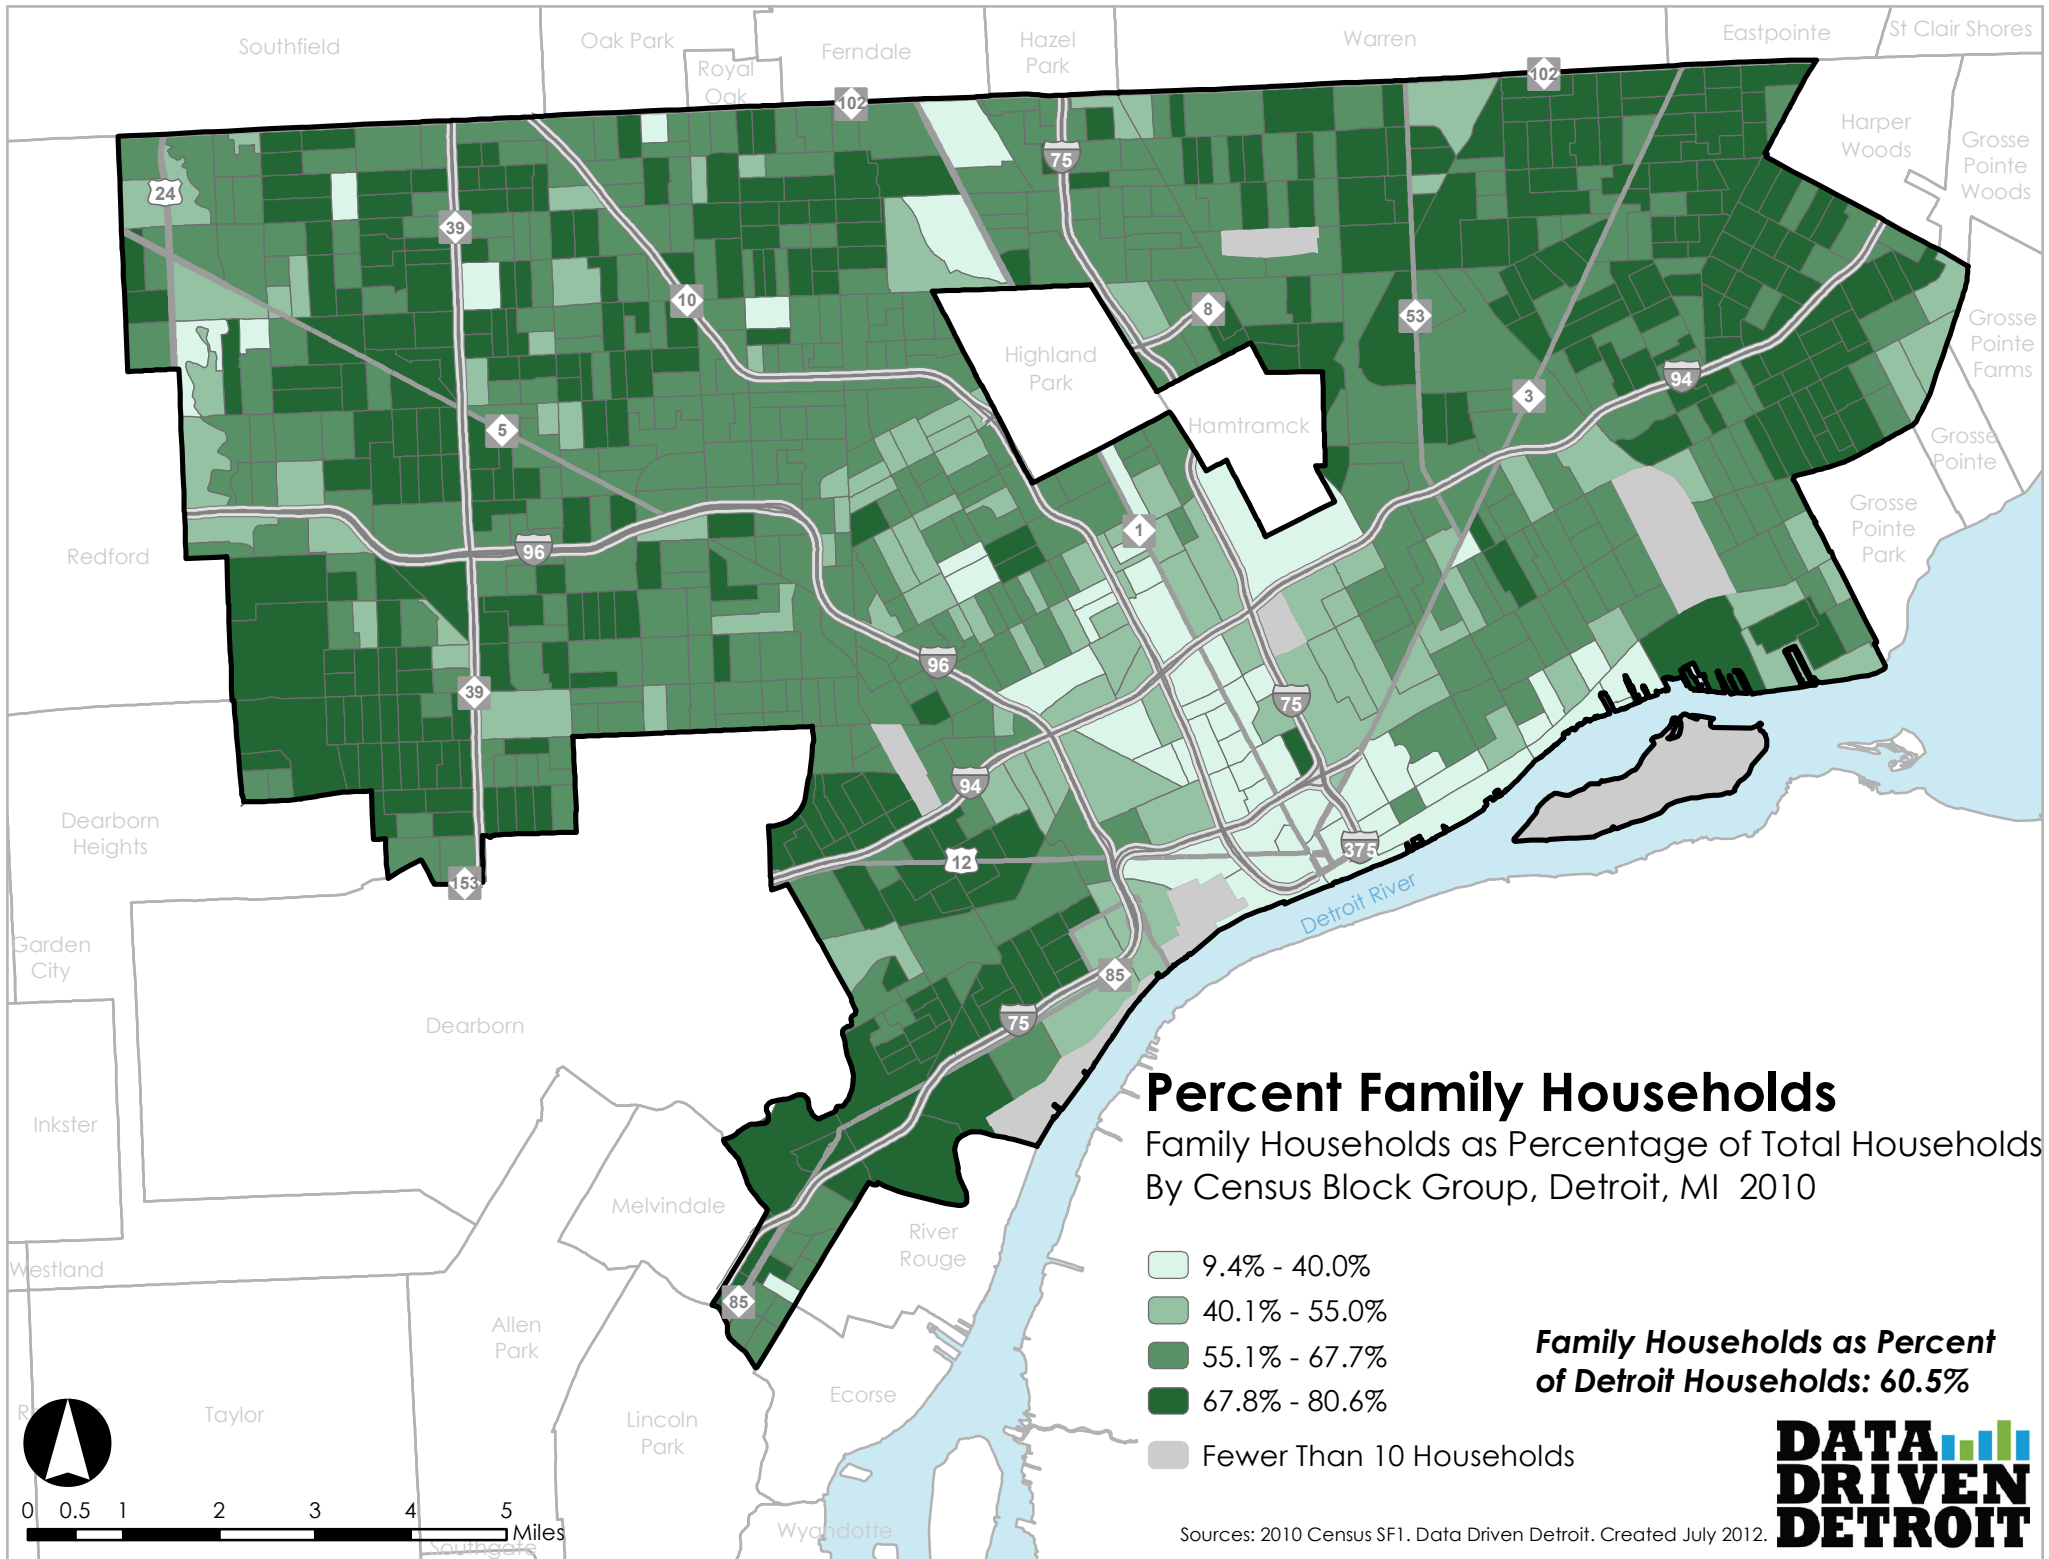 Southfield
Oak Park
Royal
Oak
Ferndale
Hazel
Park
Warren
Eastpointe
St Clair Shores
102
102
Harper
Woods
Grosse
Pointe
Woods
24
75
39
10
8
53
Grosse
Pointe
Farms
Highland
Park
94
3
5
Hamtramck
Grosse
Pointe
Grosse
Pointe
Park
1
Redford
96
96
39
75
94
Dearborn
Heights
12
375
153
Detroit River
Garden
City
85
75
Dearborn
Inkster
Melvindale
River
Rouge
Westland
85
Allen
Park
Ecorse
Taylor
Lincoln
Park
Wyandotte
Southgate
Percent Family Households
Family Households as Percentage of Total Households
By Census Block Group, Detroit, MI 2010
9.4% - 40.0%
40.1% - 55.0%
55.1% - 67.7%
67.8% - 80.6%
Fewer Than 10 Households
Family Households as Percent
of Detroit Households: 60.5%
0 0.5 1 2 3 4 5
Miles
Sources: 2010 Census SF1. Data Driven Detroit. Created July 2012.
DATA
DRIVEN
DETROIT